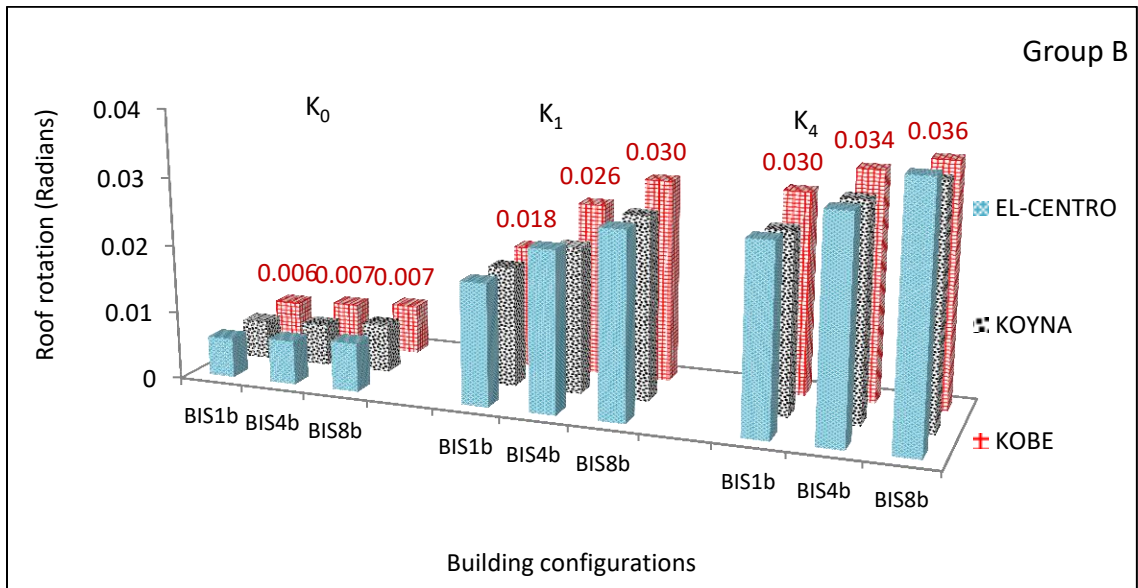 Group B
Roof rotation (Radians)
0.04
0.03
0.02
0.01
0
K₀
K₁
K₄
0.006
0.007
0.007
0.018
0.026
0.030
0.030
0.034
0.036
BIS1b
BIS4b
BIS8b
BIS1b
BIS4b
BIS8b
BIS1b
BIS4b
BIS8b
Building configurations
EL-CENTRO
KOYNA
KOBE